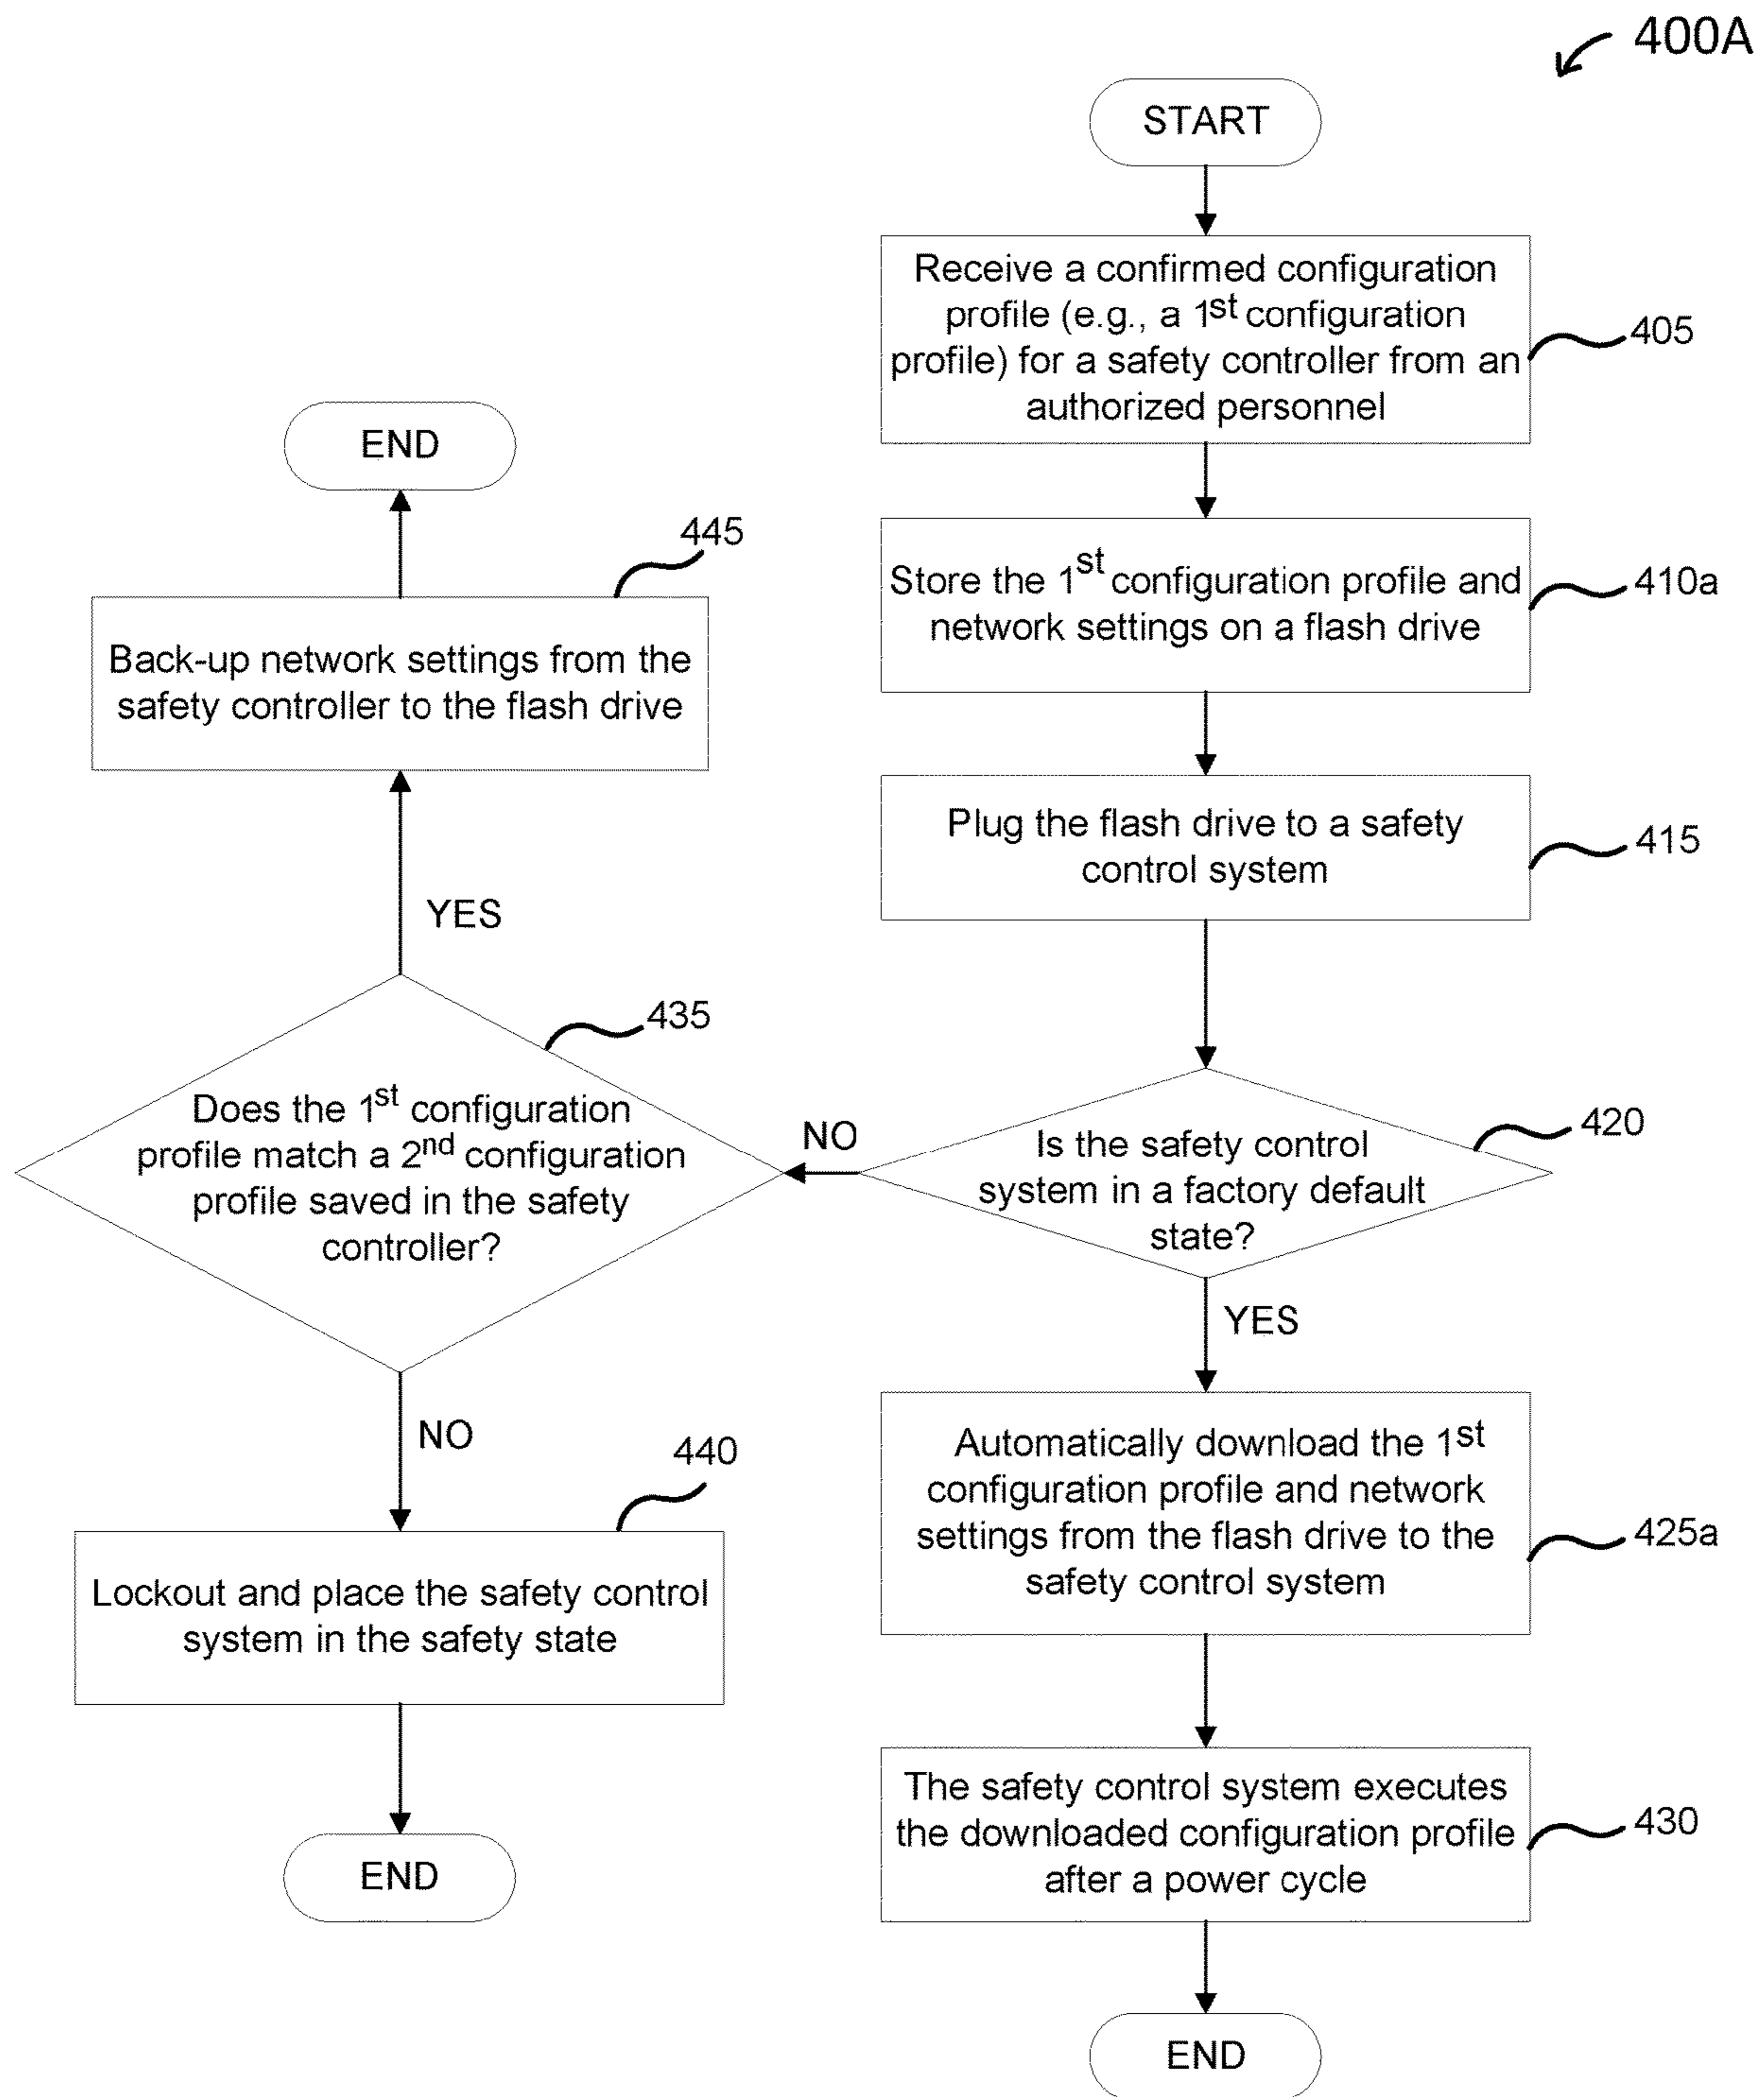 400A
START
Receive a confirmed configuration
profile (e.g., a 1st configuration
profile) for a safety controller from an
authorized personnel
405
Store the 1st configuration profile and
network settings on a flash drive
410a
Plug the flash drive to a safety
control system
415
Is the safety control
system in a factory default
state?
420
YES
Automatically download the 1st
configuration profile and network
settings from the flash drive to the
safety control system
425a
The safety control system executes
the downloaded configuration profile
after a power cycle
430
END
NO
Does the 1st configuration
profile match a 2nd configuration
profile saved in the safety
controller?
435
YES
Back-up network settings from the
safety controller to the flash drive
445
END
NO
Lockout and place the safety control
system in the safety state
440
END